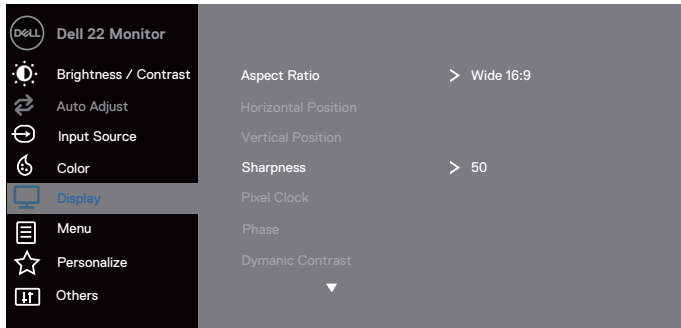 DELL Dell 22 Monitor
Brightness / Contrast
Auto Adjust
Input Source
Color
Display
Menu
Personalize
Others
Aspect Ratio > Wide 16:9
Horizontal Position
Vertical Position
Sharpness > 50
Pixel Clock
Phase
Dymanic Contrast